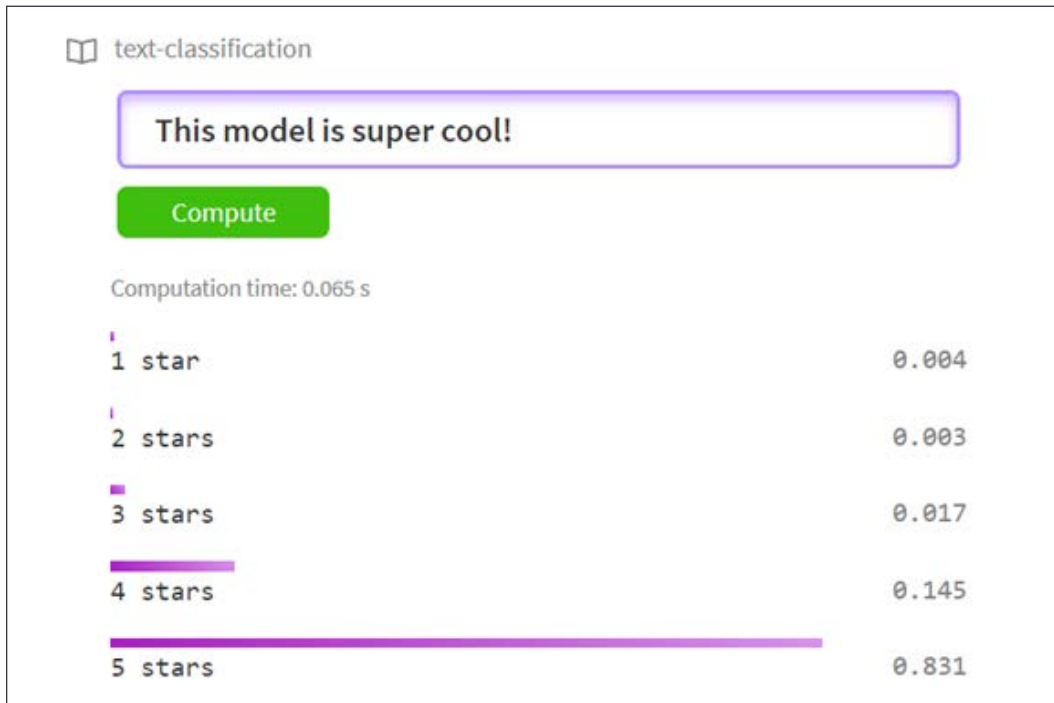 text-classification
This model is super cool!
Compute
Computation time: 0.065 s
1 star 0.004
2 stars 0.003
3 stars 0.017
4 stars 0.145
5 stars 0.831